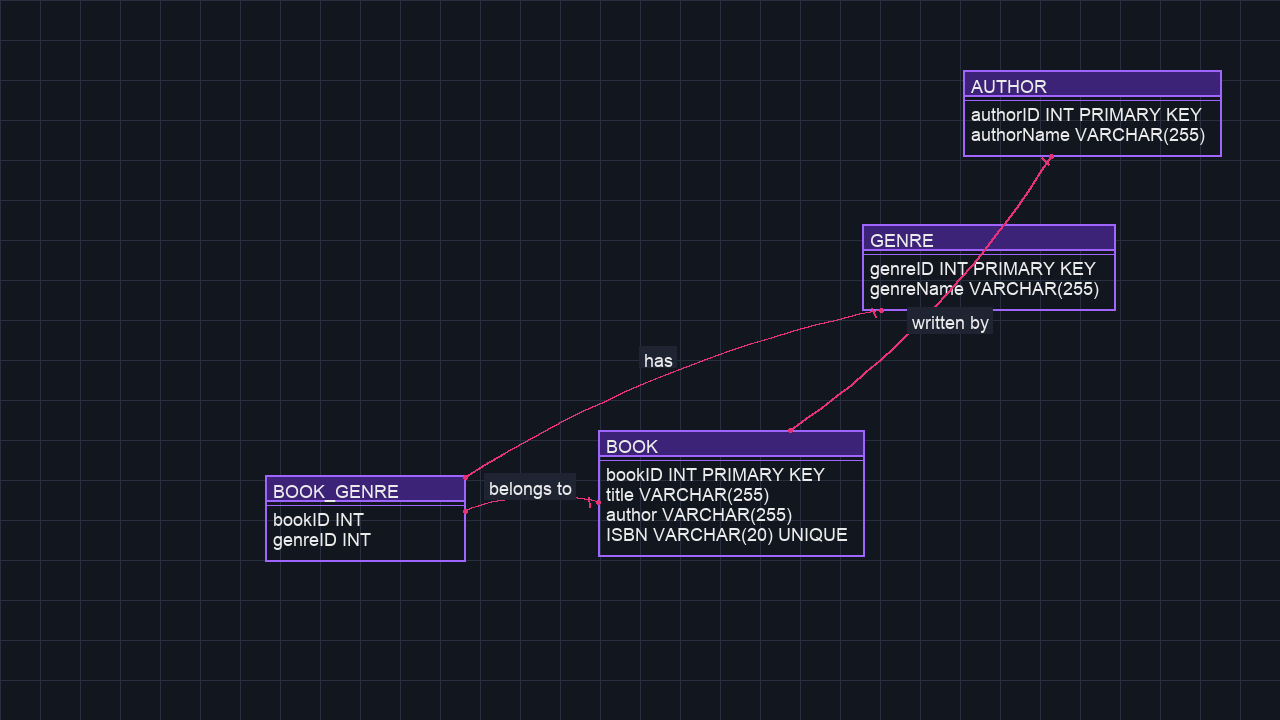 AUTHOR
authorID INT PRIMARY KEY
authorName VARCHAR(255)
GENRE
genreID INT PRIMARY KEY
genreName VARCHAR(255)
written by
has
BOOK
bookID INT PRIMARY KEY
title VARCHAR(255)
author VARCHAR(255)
ISBN VARCHAR(20) UNIQUE
belongs to
BOOK_GENRE
bookID INT
genreID INT